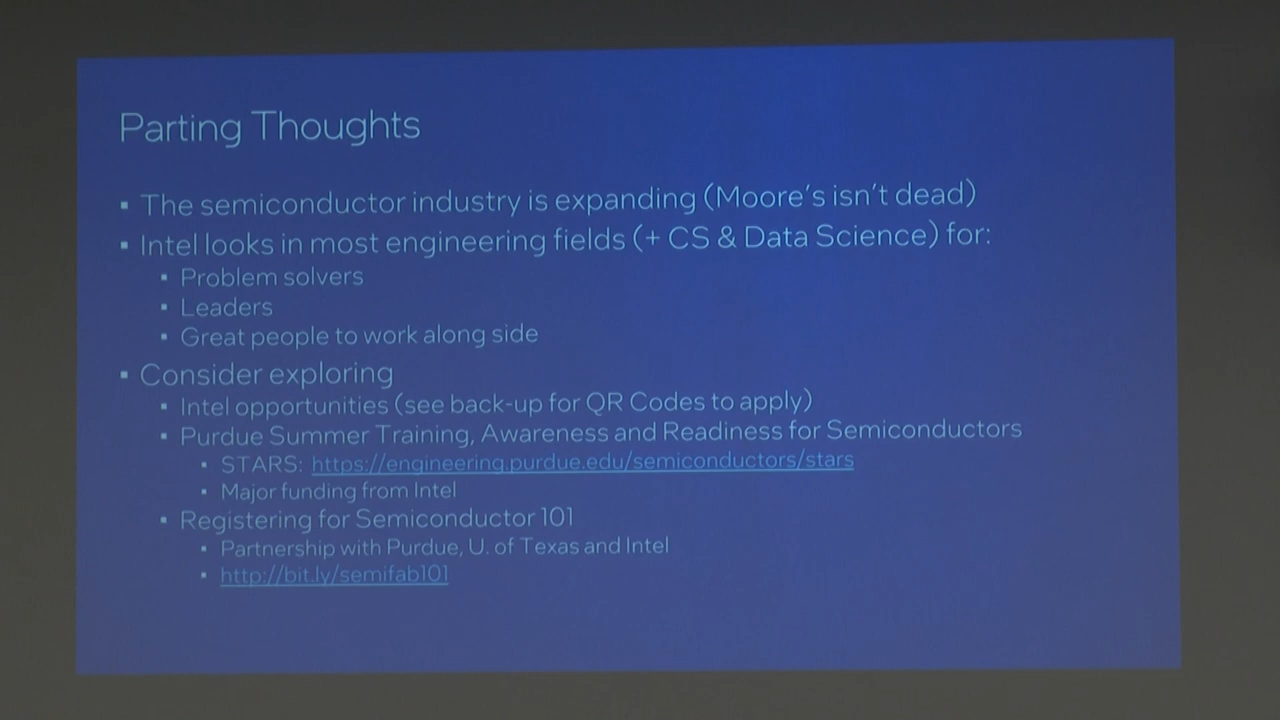 Parting Thoughts
▪ The semiconductor industry is expanding (Moore's isn't dead)
▪ Intel looks in most engineering fields (+ CS & Data Science) for:
▪ Problem solvers
▪ Leaders
▪ Great people to work along side
▪ Consider exploring
▪ Intel opportunities (see back-up for QR Codes to apply)
▪ Purdue Summer Training, Awareness and Readiness for Semiconductors
▪ STARS: https://engineering.purdue.edu/semiconductors/stars
▪ Major funding from Intel
▪ Registering for Semiconductor 101
▪ Partnership with Purdue, U. of Texas and Intel
▪ http://bit.ly/semifab101